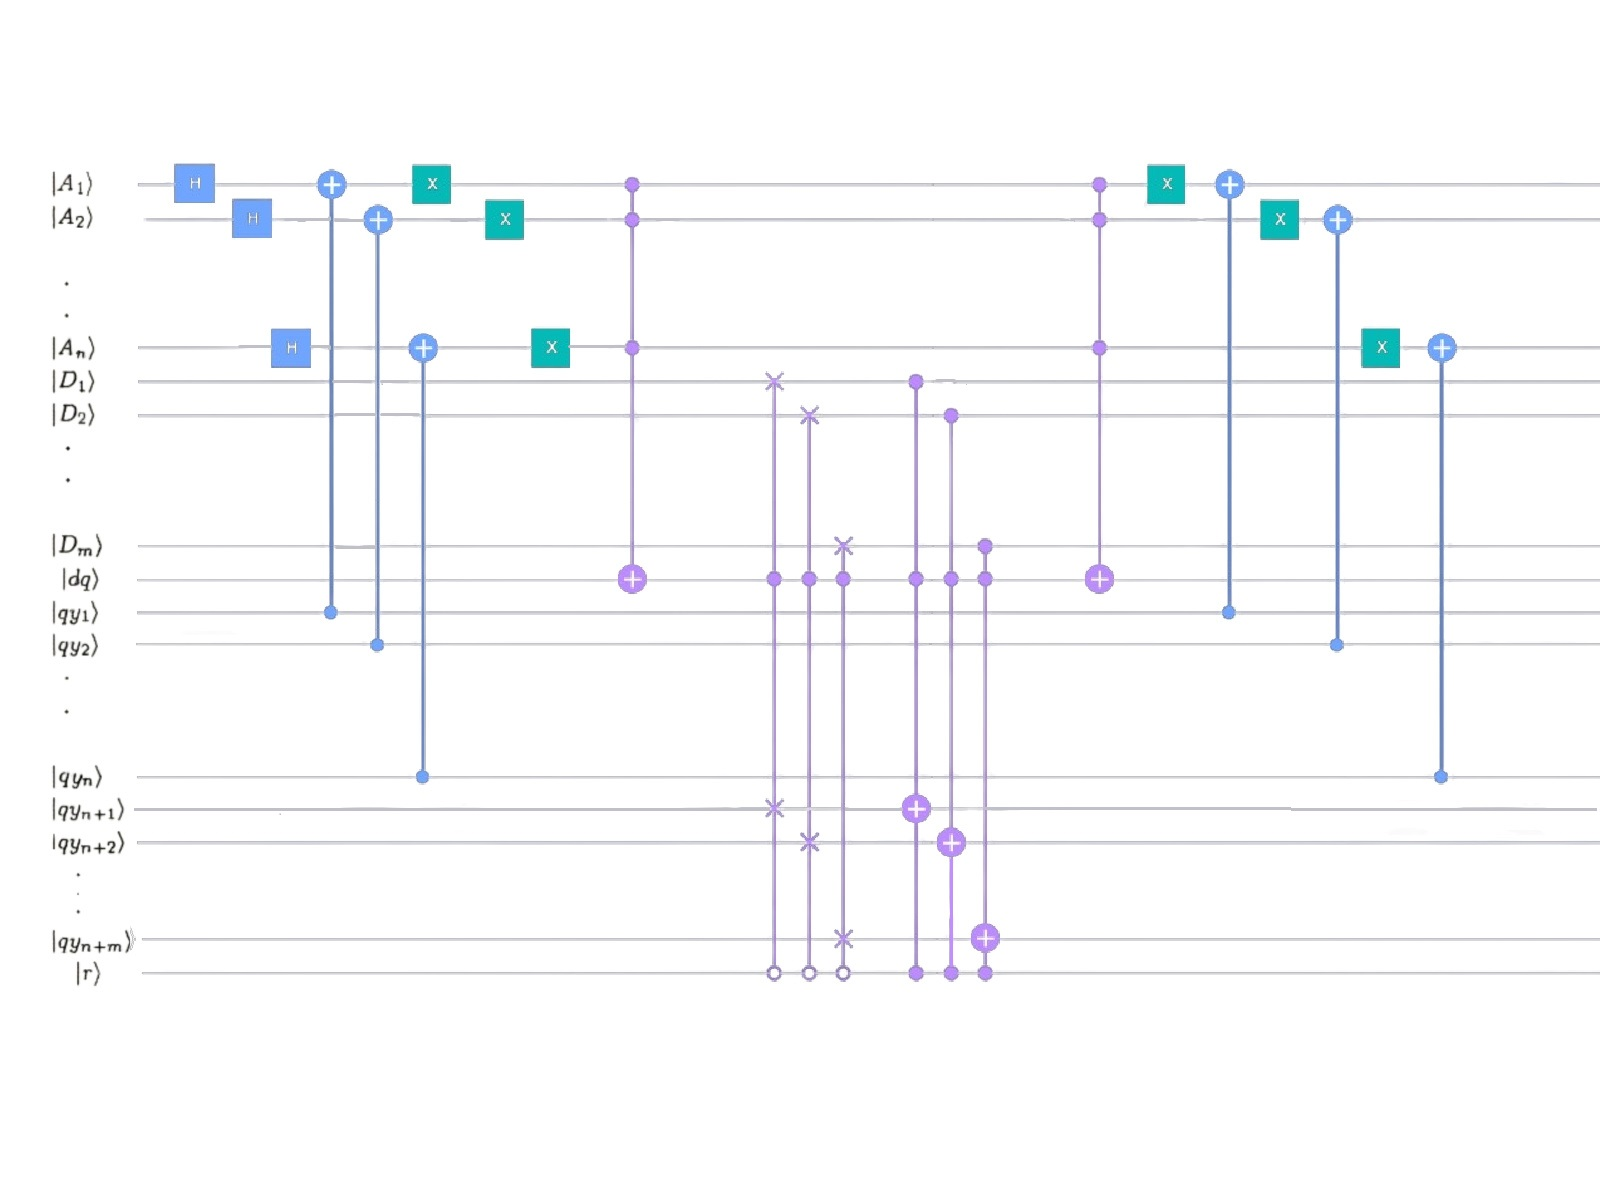 |A₁⟩ H X X
|A₂⟩ H X X
|Aₙ⟩ H X X
|D₁⟩
|D₂⟩
|Dₘ⟩
|dq⟩
|qy₁⟩
|qy₂⟩
|qyₙ⟩
|qyₙ₊₁⟩
|qyₙ₊₂⟩
|qyₙ₊ₘ⟩
|r⟩